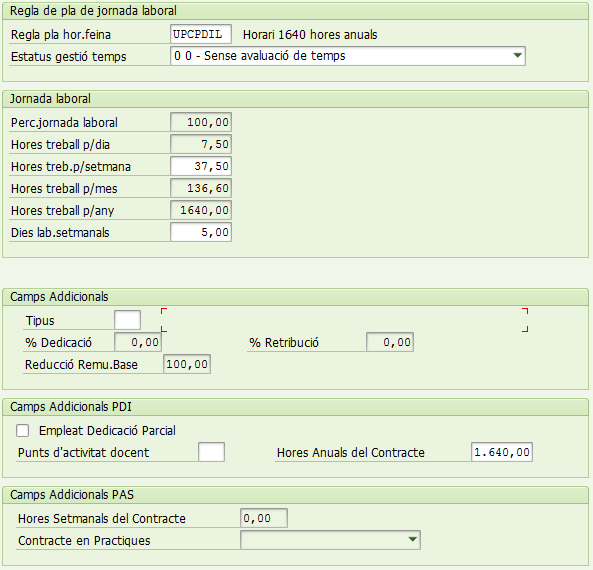 Regla de pla de jornada laboral
Regla pla hor.feina UPCPDIL Horari 1640 hores anuals
Estatus gestió temps 0 0 - Sense avaluació de temps
Jornada laboral
Perc.jornada laboral 100,00
Hores treball p/dia 7,50
Hores treb.p/setmana 37,50
Hores treball p/mes 136,60
Hores treball p/any 1640,00
Dies lab.setmanals 5,00
Camps Addicionals
Tipus
% Dedicació 0,00 % Retribució 0,00
Reducció Remu.Base 100,00
Camps Addicionals PDI
Empleat Dedicació Parcial
Punts d'activitat docent Hores Anuals del Contracte 1.640,00
Camps Addicionals PAS
Hores Setmanals del Contracte 0,00
Contracte en Practiques